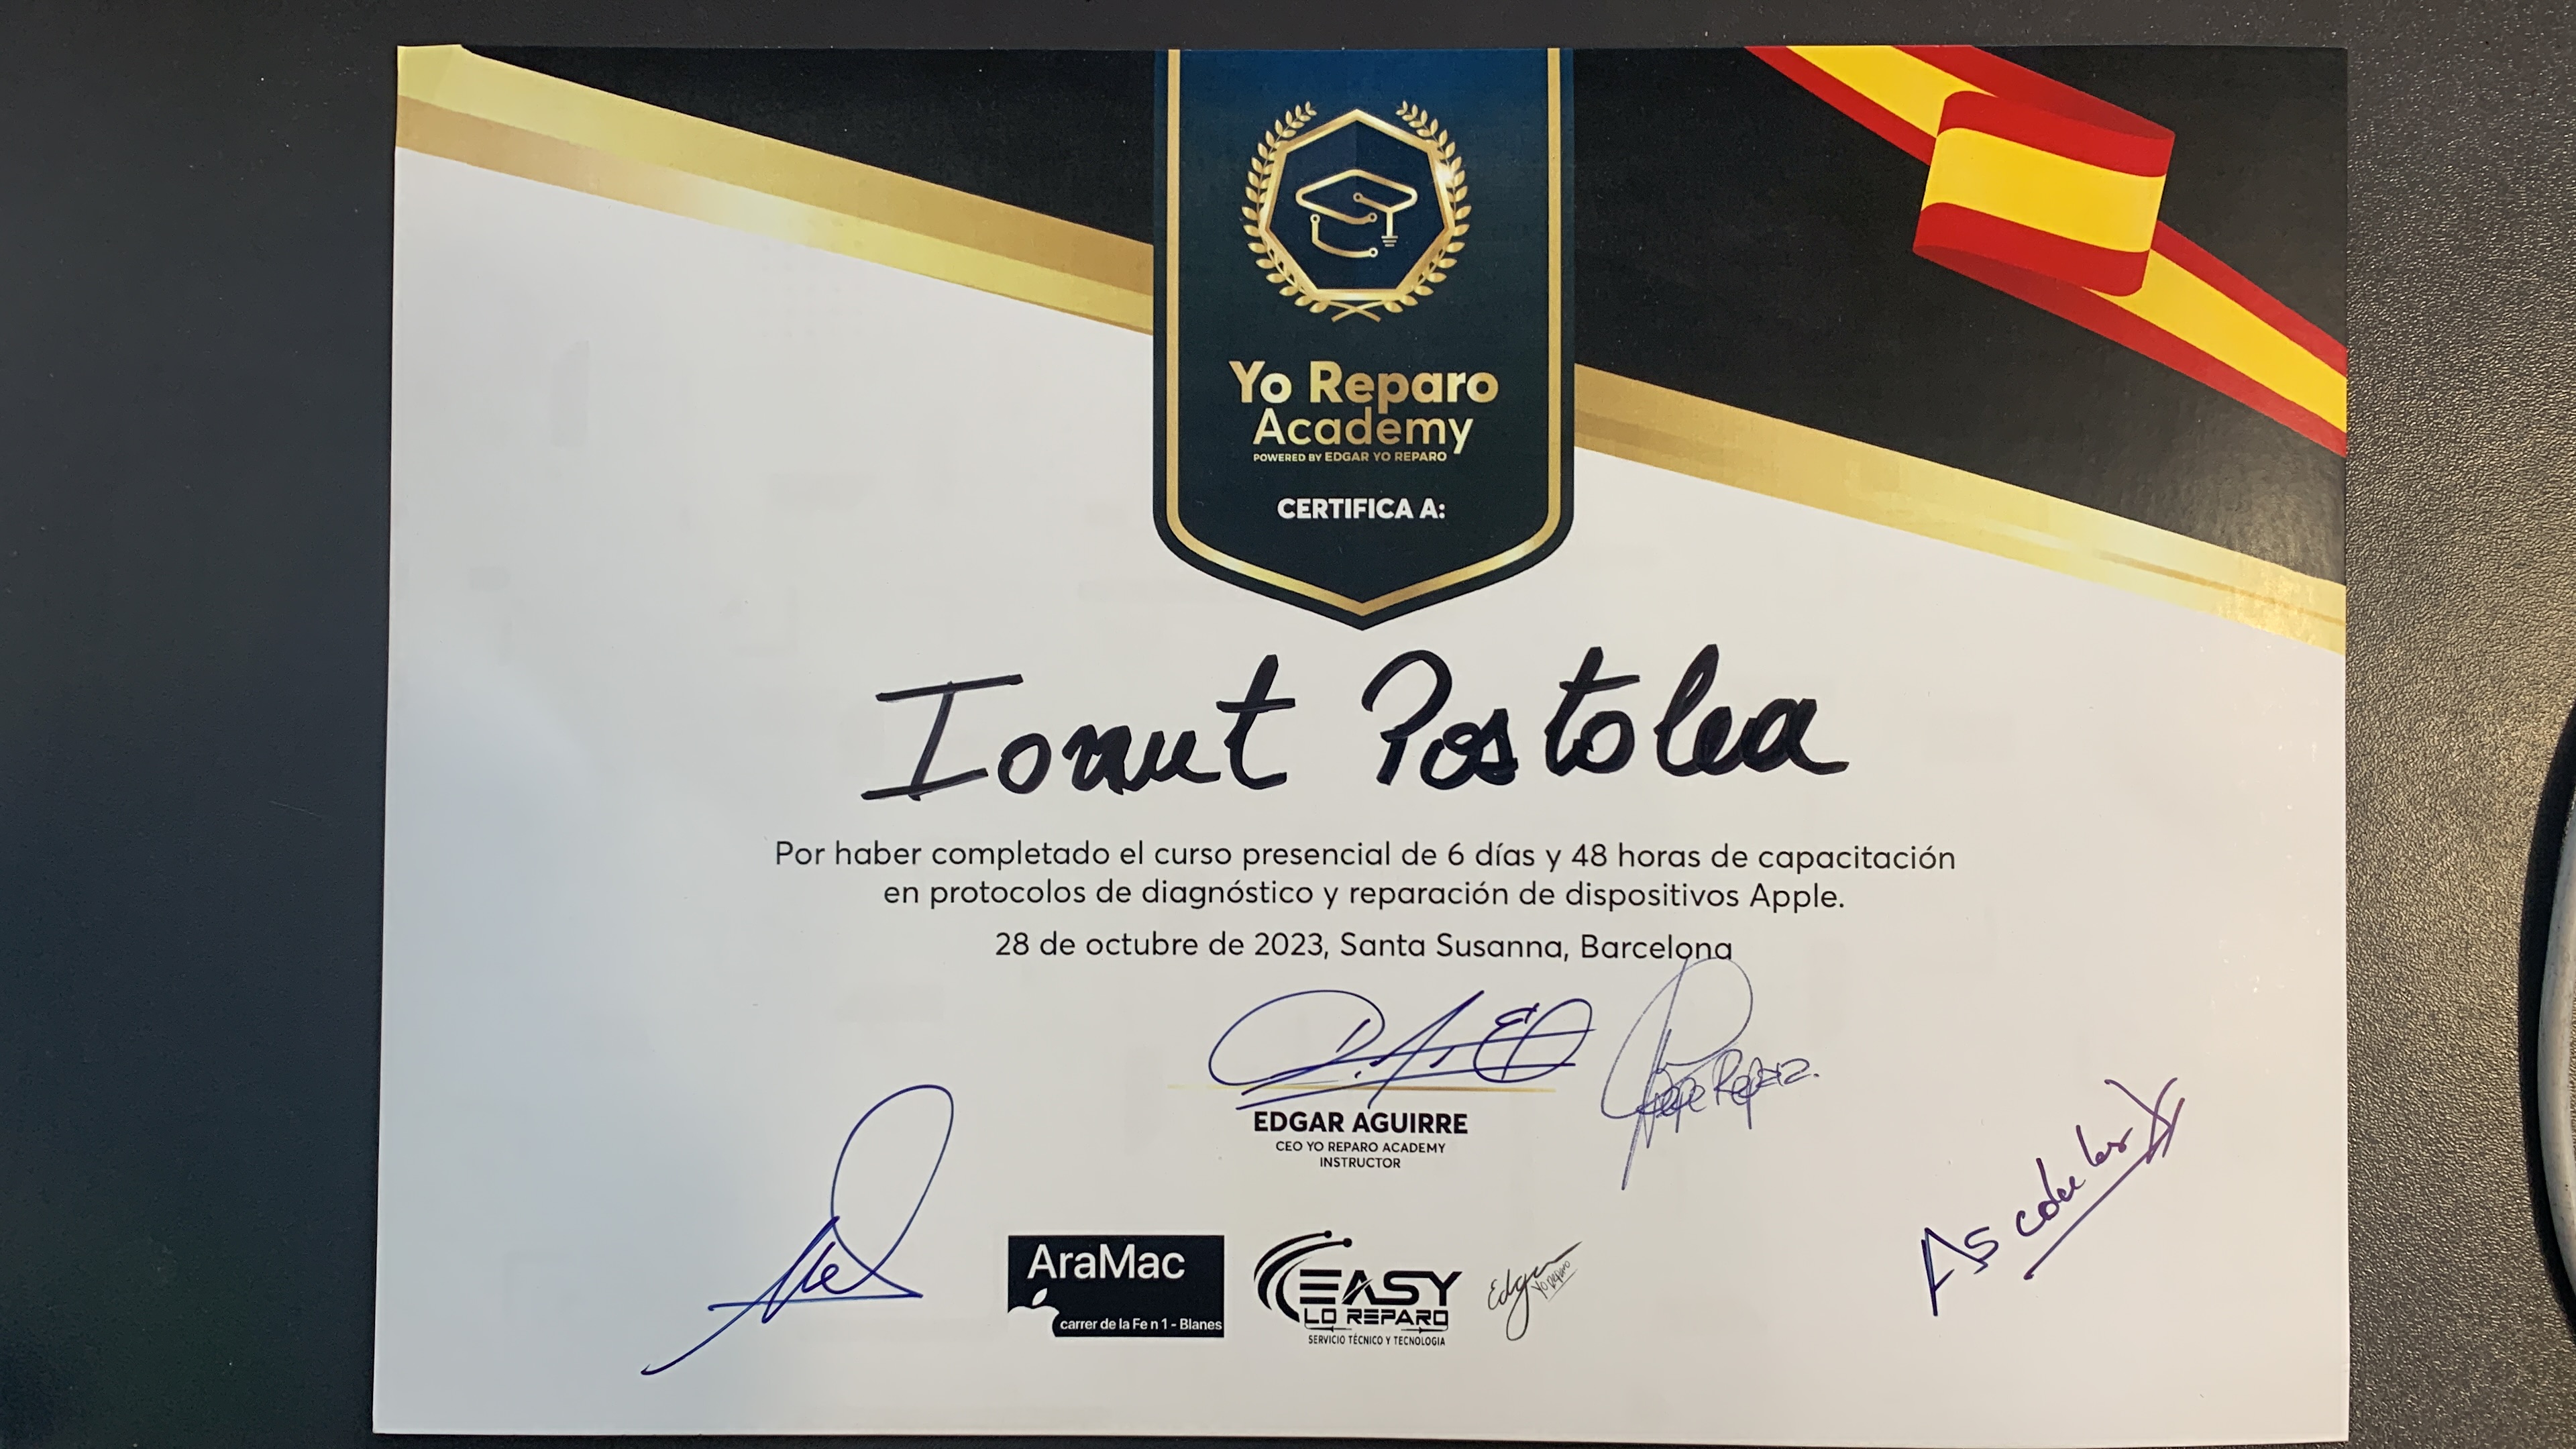 Yo Reparo
Academy
POWERED BY EDGAR YO REPARO
CERTIFICA A:
Ionut Postolea
Por haber completado el curso presencial de 6 días y 48 horas de capacitación
en protocolos de diagnóstico y reparación de dispositivos Apple.
28 de octubre de 2023, Santa Susanna, Barcelona
EDGAR AGUIRRE
CEO YO REPARO ACADEMY
INSTRUCTOR
AraMac
carrer de la Fe n 1 - Blanes
EASY
LO REPARO
SERVICIO TÉCNICO Y TECNOLOGIA
Edgar
Yo Reparo